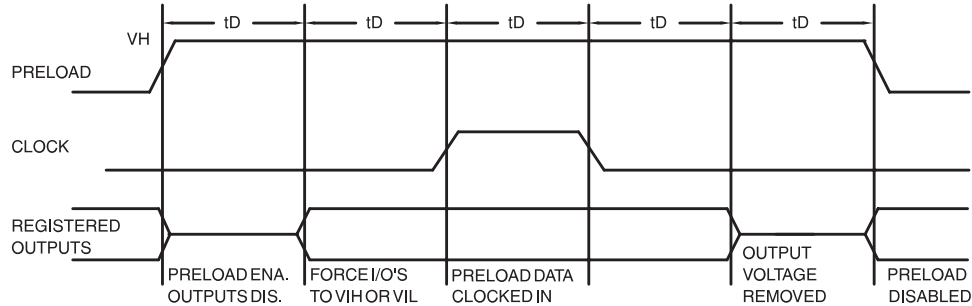 tD tD tD tD tD
VH
PRELOAD
CLOCK
REGISTERED
OUTPUTS
PRELOAD ENA.
OUTPUTS DIS.
FORCE I/O'S
TO VIH OR VIL
PRELOAD DATA
CLOCKED IN
OUTPUT
VOLTAGE
REMOVED
PRELOAD
DISABLED